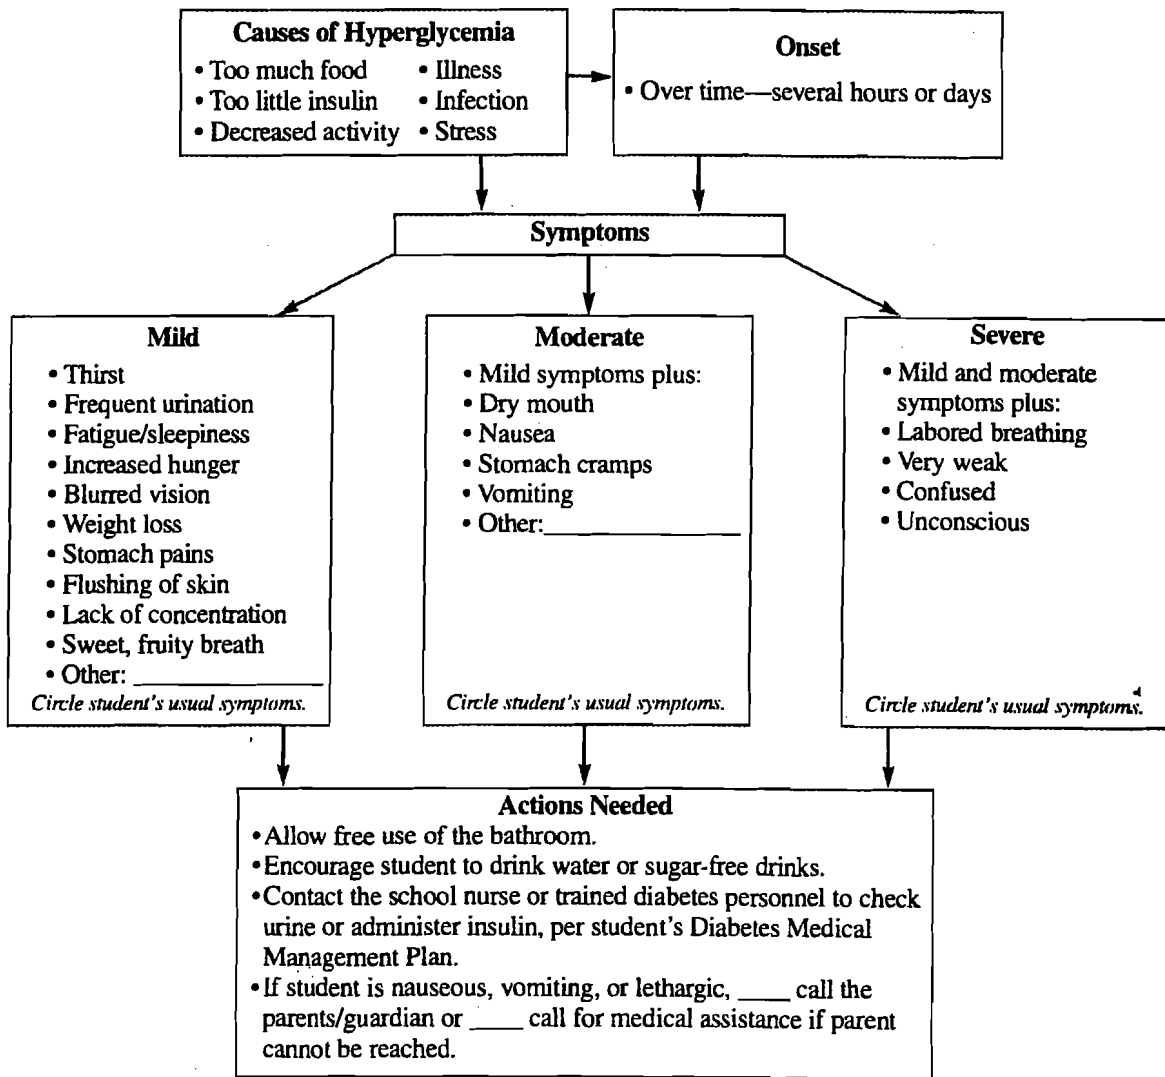 Causes of Hyperglycemia
• Too much food
• Too little insulin
• Decreased activity
• Illness
• Infection
• Stress
Onset
• Over time—several hours or days
Symptoms
Mild
• Thirst
• Frequent urination
• Fatigue/sleepiness
• Increased hunger
• Blurred vision
• Weight loss
• Stomach pains
• Flushing of skin
• Lack of concentration
• Sweet, fruity breath
• Other: __________________
Circle student's usual symptoms.
Moderate
• Mild symptoms plus:
• Dry mouth
• Nausea
• Stomach cramps
• Vomiting
• Other:__________________
Circle student's usual symptoms.
Severe
• Mild and moderate
symptoms plus:
• Labored breathing
• Very weak
• Confused
• Unconscious
Circle student's usual symptoms.
Actions Needed
•Allow free use of the bathroom.
•Encourage student to drink water or sugar-free drinks.
•Contact the school nurse or trained diabetes personnel to check
urine or administer insulin, per student's Diabetes Medical
Management Plan.
•If student is nauseous, vomiting, or lethargic, ____ call the
parents/guardian or ____ call for medical assistance if parent
cannot be reached.